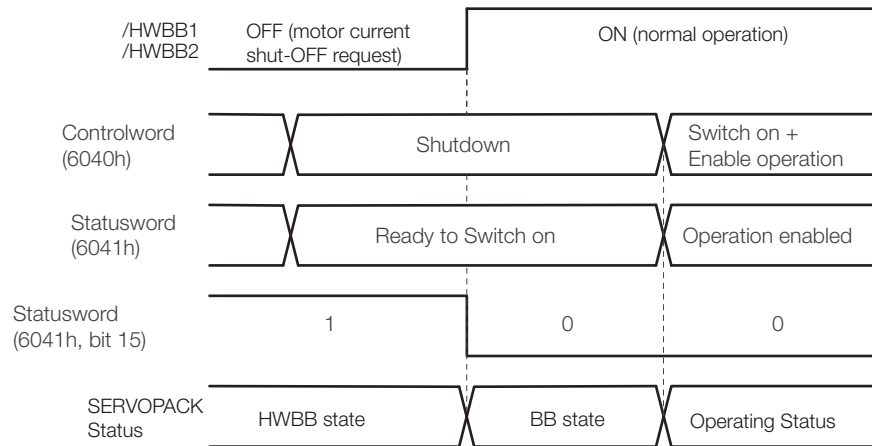 /HWBB1
/HWBB2
OFF (motor current
shut-OFF request)
ON (normal operation)
Controlword
(6040h)
Shutdown
Switch on +
Enable operation
Statusword
(6041h)
Ready to Switch on
Operation enabled
Statusword
(6041h, bit 15)
1
0
0
SERVOPACK
Status
HWBB state
BB state
Operating Status